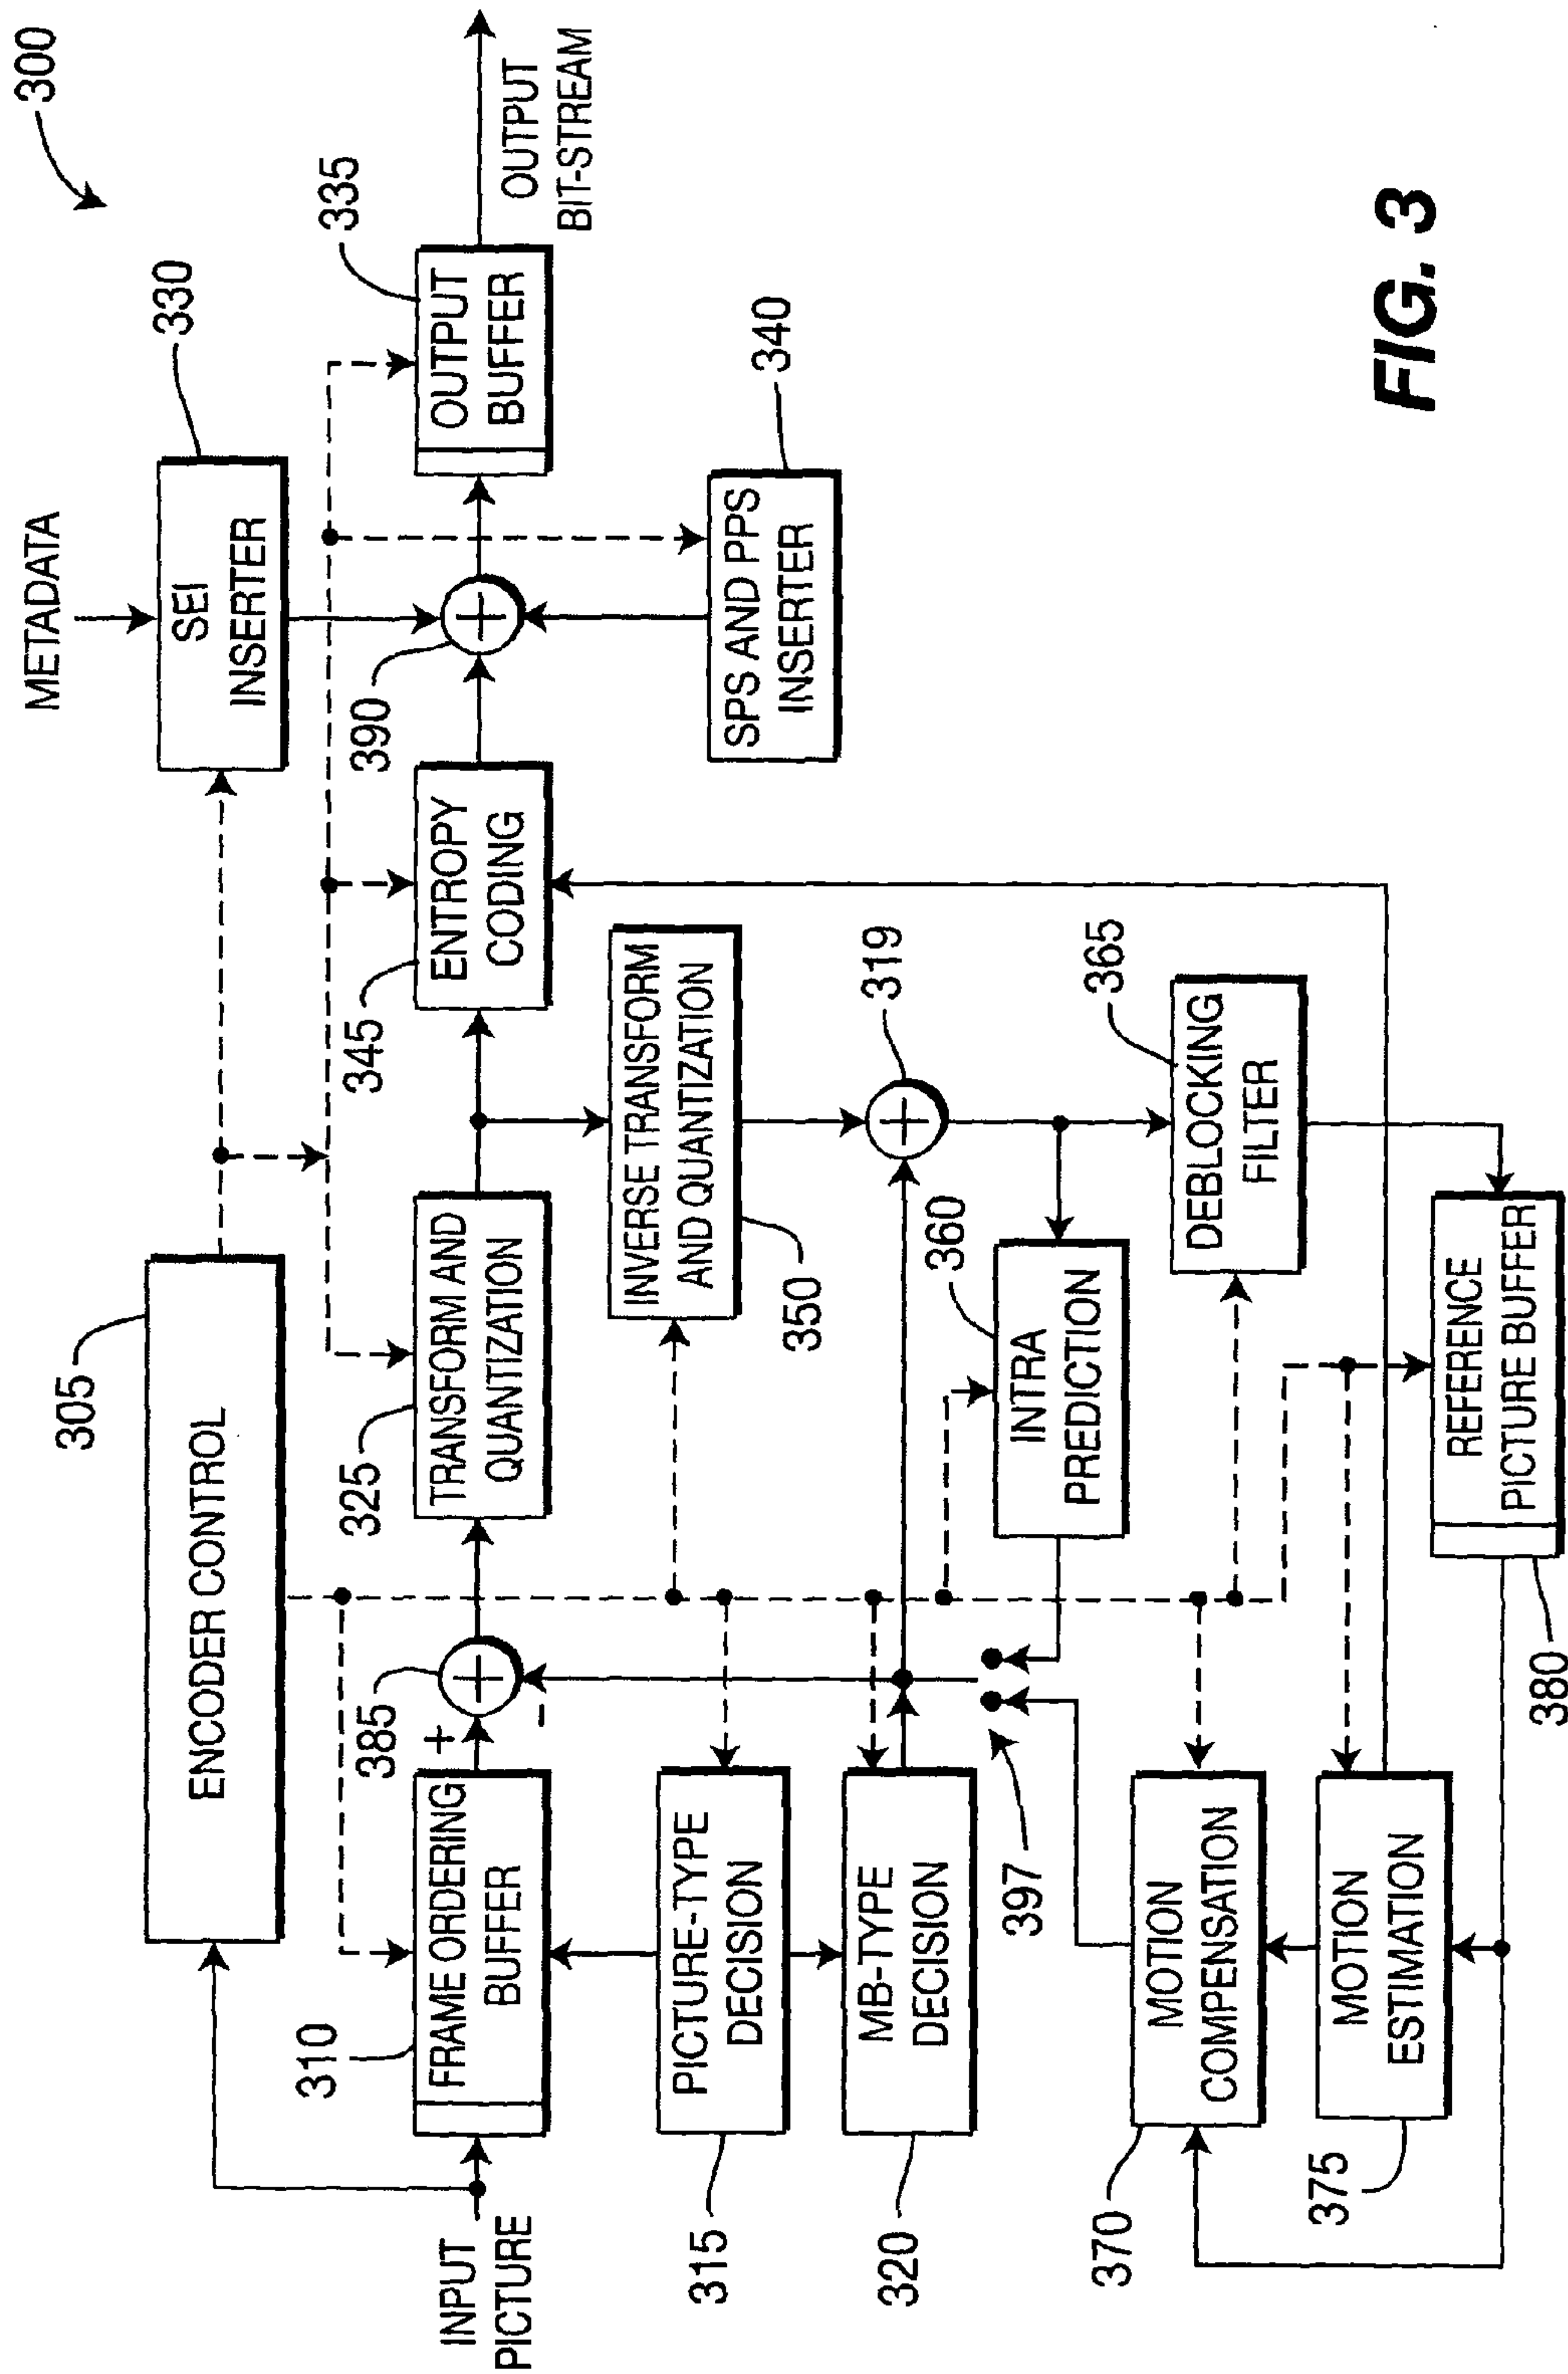 300
METADATA
330
SEI
INSERTER
305
ENCODER CONTROL
335
OUTPUT
BUFFER
OUTPUT
BIT-STREAM
390
345
ENTROPY
CODING
325
TRANSFORM AND
QUANTIZATION
385
+
-
310
FRAME ORDERING
BUFFER
INPUT
PICTURE
340
SPS AND PPS
INSERTER
INVERSE TRANSFORM
AND QUANTIZATION
350
315
PICTURE-TYPE
DECISION
319
320
MB-TYPE
DECISION
360
INTRA
PREDICTION
397
365
DEBLOCKING
FILTER
370
MOTION
COMPENSATION
375
MOTION
ESTIMATION
REFERENCE
PICTURE BUFFER
380
FIG. 3